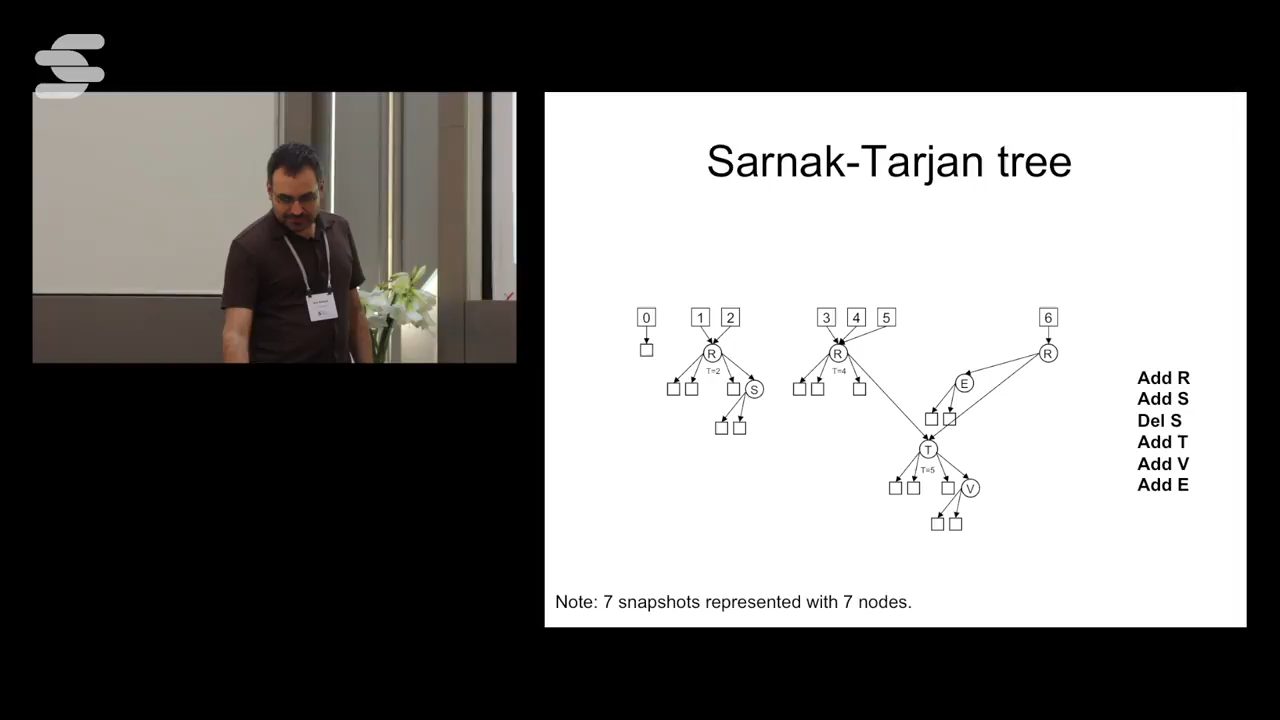 Sarnak-Tarjan tree
0 1 2 3 4 5 6
R R R
T=2 T=4
E
S
T
T=5
V
Add R
Add S
Del S
Add T
Add V
Add E
Note: 7 snapshots represented with 7 nodes.